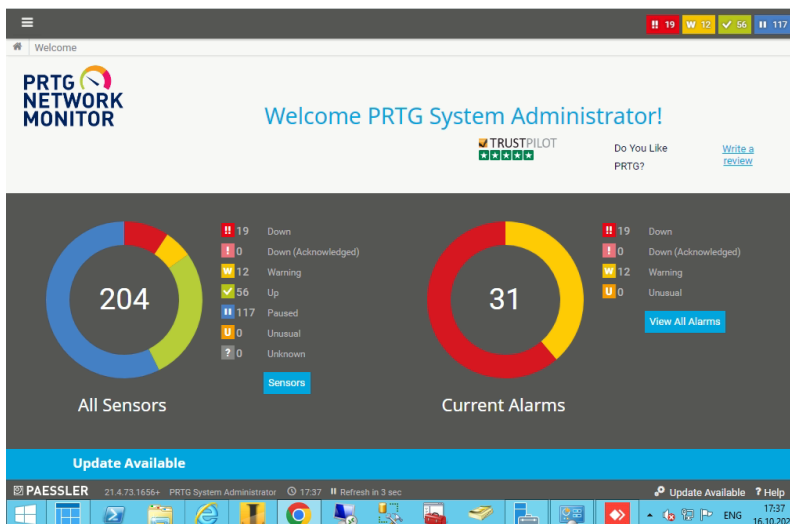 !! 19 W 12 ✓ 56 II 117
Welcome
PRTG
NETWORK
MONITOR
Welcome PRTG System Administrator!
TRUSTPILOT
Do You Like
PRTG?
Write a
review
204
All Sensors
!! 19 Down
! 0 Down (Acknowledged)
W 12 Warning
✓ 56 Up
II 117 Paused
U 0 Unusual
? 0 Unknown
Sensors
31
Current Alarms
!! 19 Down
! 0 Down (Acknowledged)
W 12 Warning
U 0 Unusual
View All Alarms
Update Available
PAESSLER 21.4.73.1656+ PRTG System Administrator 17:37 II Refresh in 3 sec Update Available ? Help
ENG
17:37